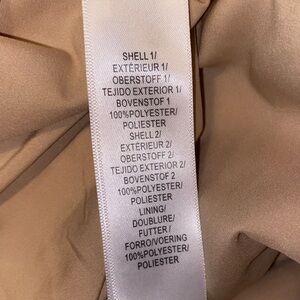 SHELL 1/
EXTÉRIEUR 1/
OBERSTOFF 1/
TEJIDO EXTERIOR 1/
BOVENSTOF 1
100%POLYESTER/
POLIESTER
SHELL 2/
EXTÉRIEUR 2/
OBERSTOFF 2/
TEJIDO EXTERIOR 2/
BOVENSTOF 2
100%POLYESTER/
POLIESTER
LINING/
DOUBLURE/
FUTTER/
FORRO/VOERING
100%POLYESTER/
POLIESTER